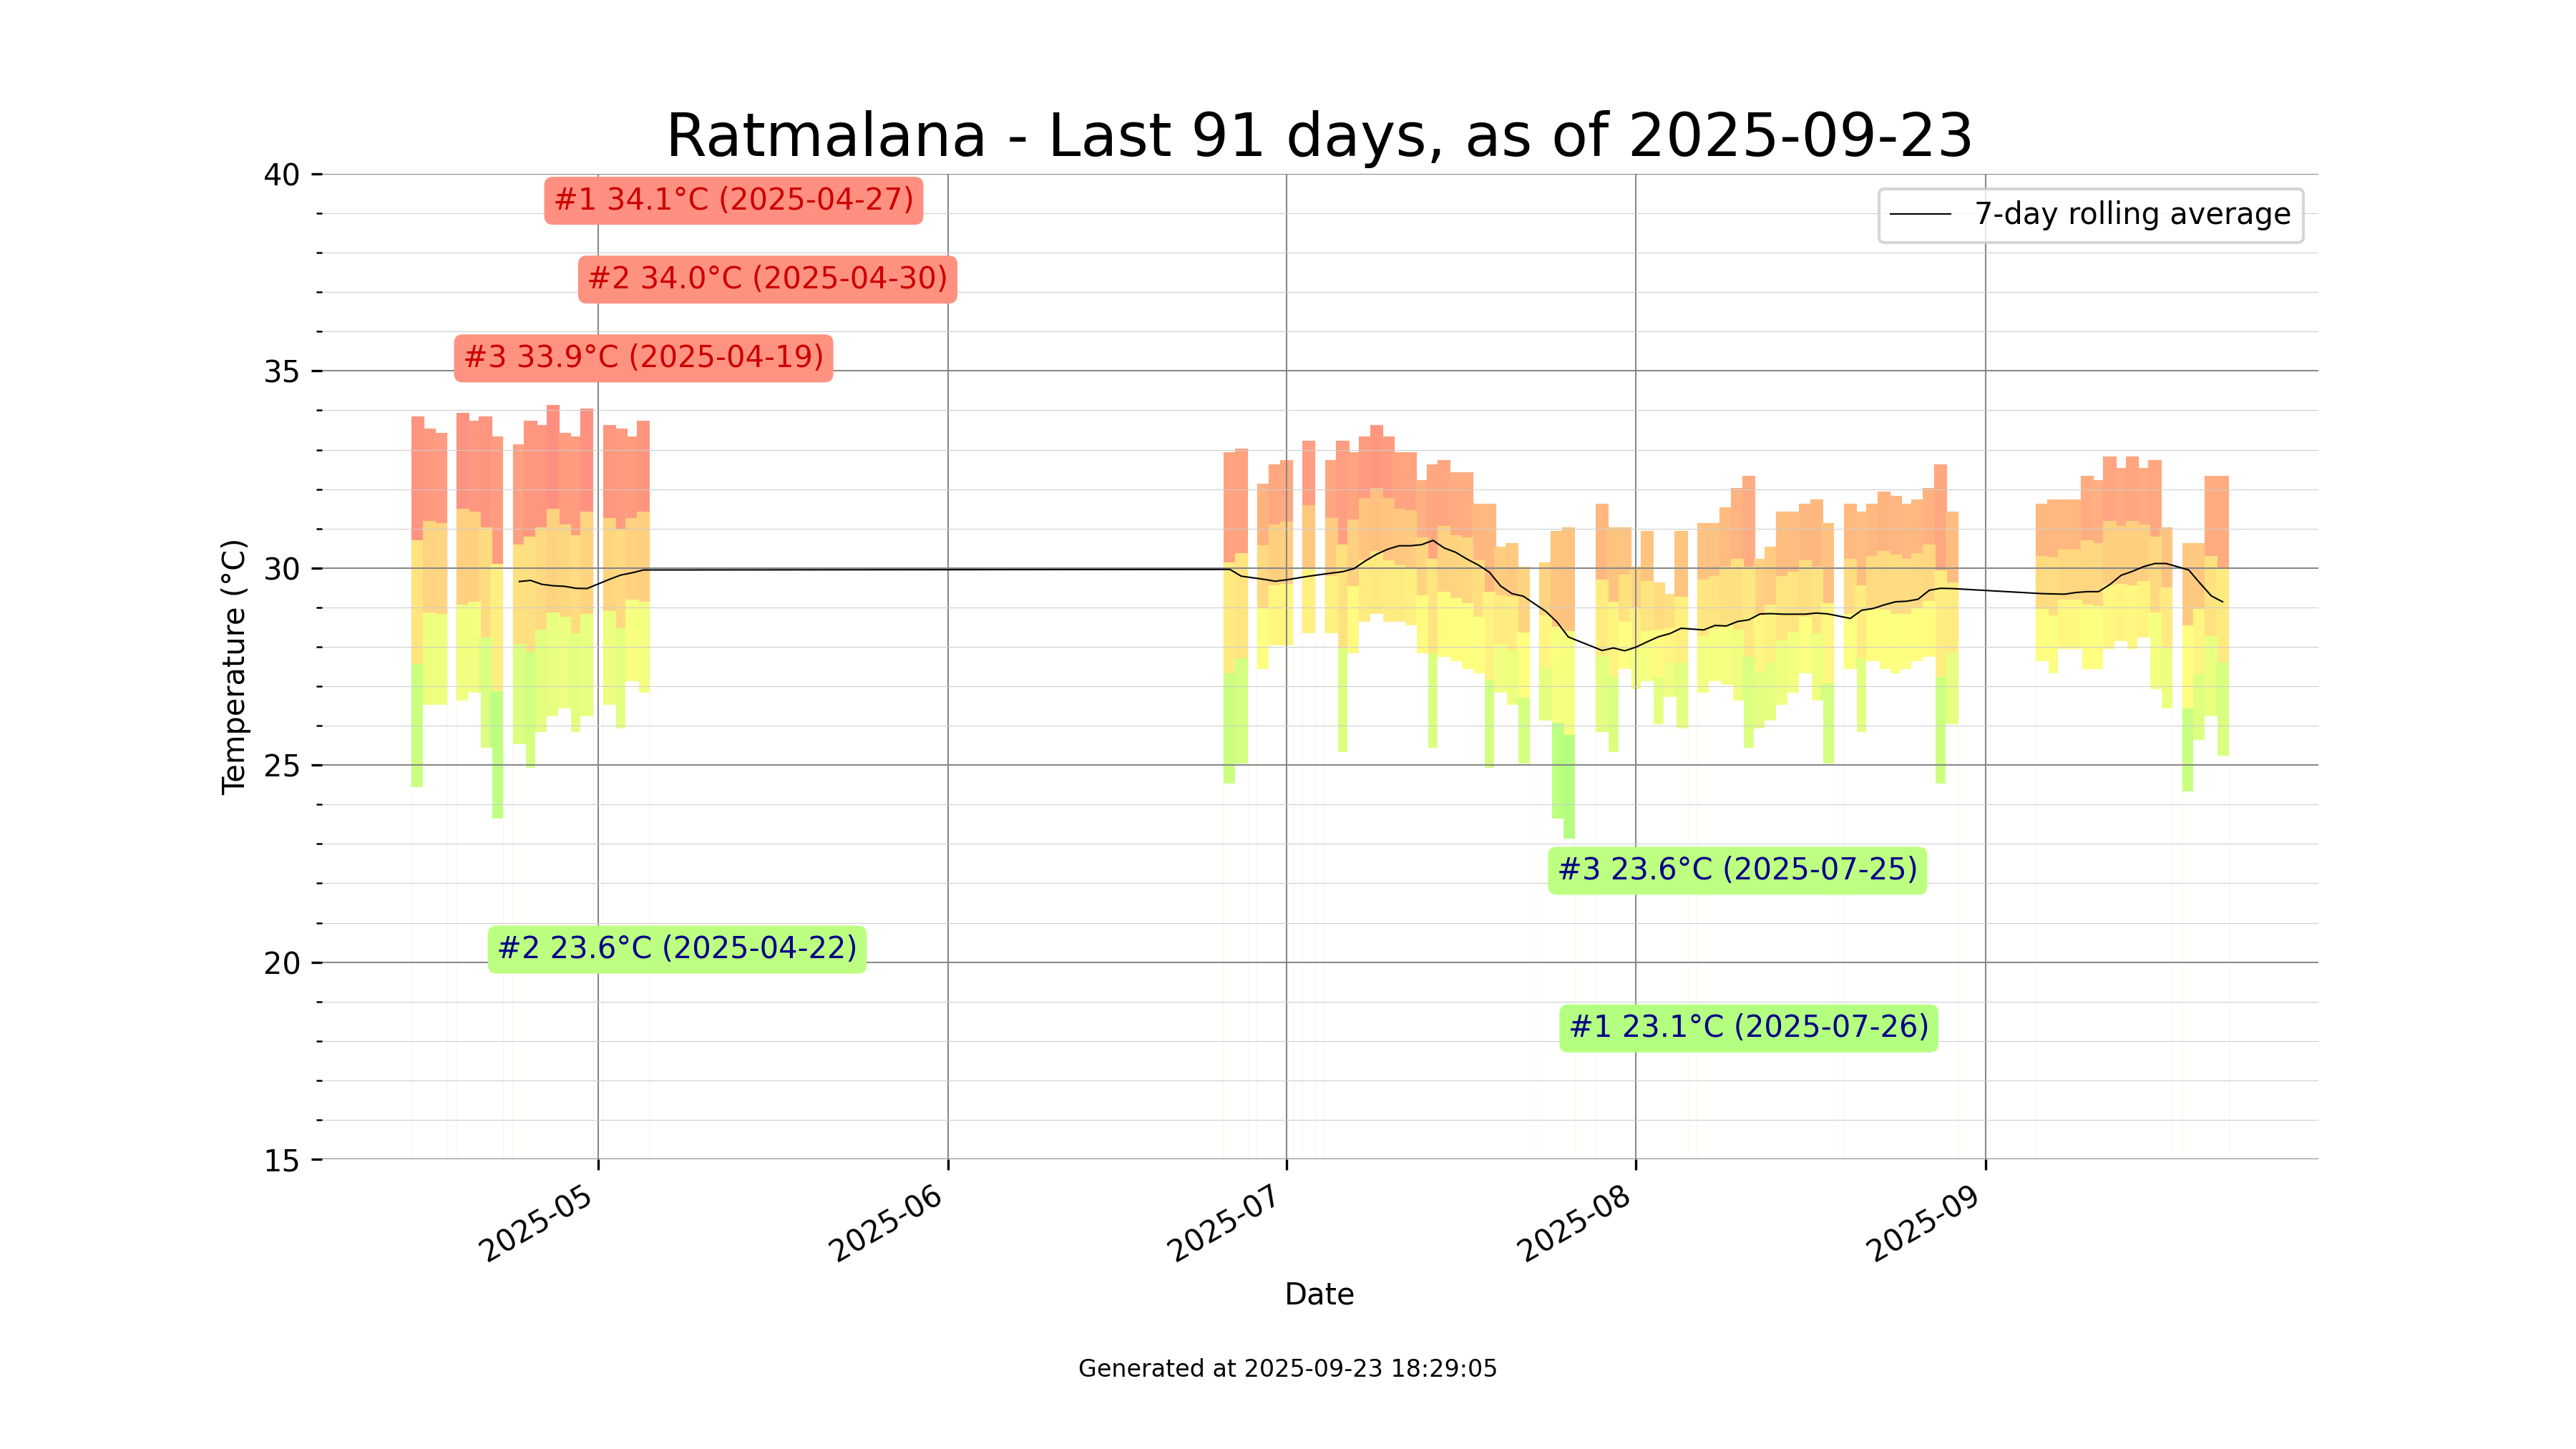 Ratmalana - Last 91 days, as of 2025-09-23
40
35
30
25
20
15
Temperature (°C)
7-day rolling average
#1 34.1°C (2025-04-27)
#2 34.0°C (2025-04-30)
#3 33.9°C (2025-04-19)
#3 23.6°C (2025-07-25)
#2 23.6°C (2025-04-22)
#1 23.1°C (2025-07-26)
2025-05
2025-06
2025-07
2025-08
2025-09
Date
Generated at 2025-09-23 18:29:05